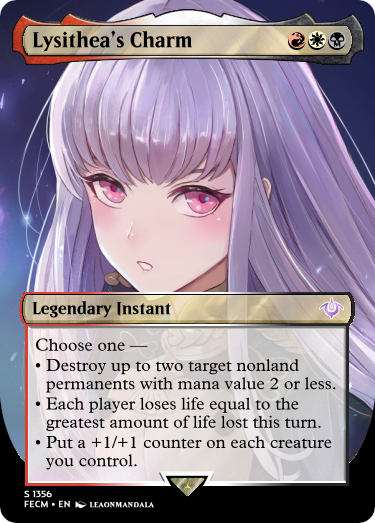 Lysithea's Charm
Legendary Instant
Choose one —
• Destroy up to two target nonland
permanents with mana value 2 or less.
• Each player loses life equal to the
greatest amount of life lost this turn.
• Put a +1/+1 counter on each creature
you control.
S 1356
FECM • EN LEAONMANDALA